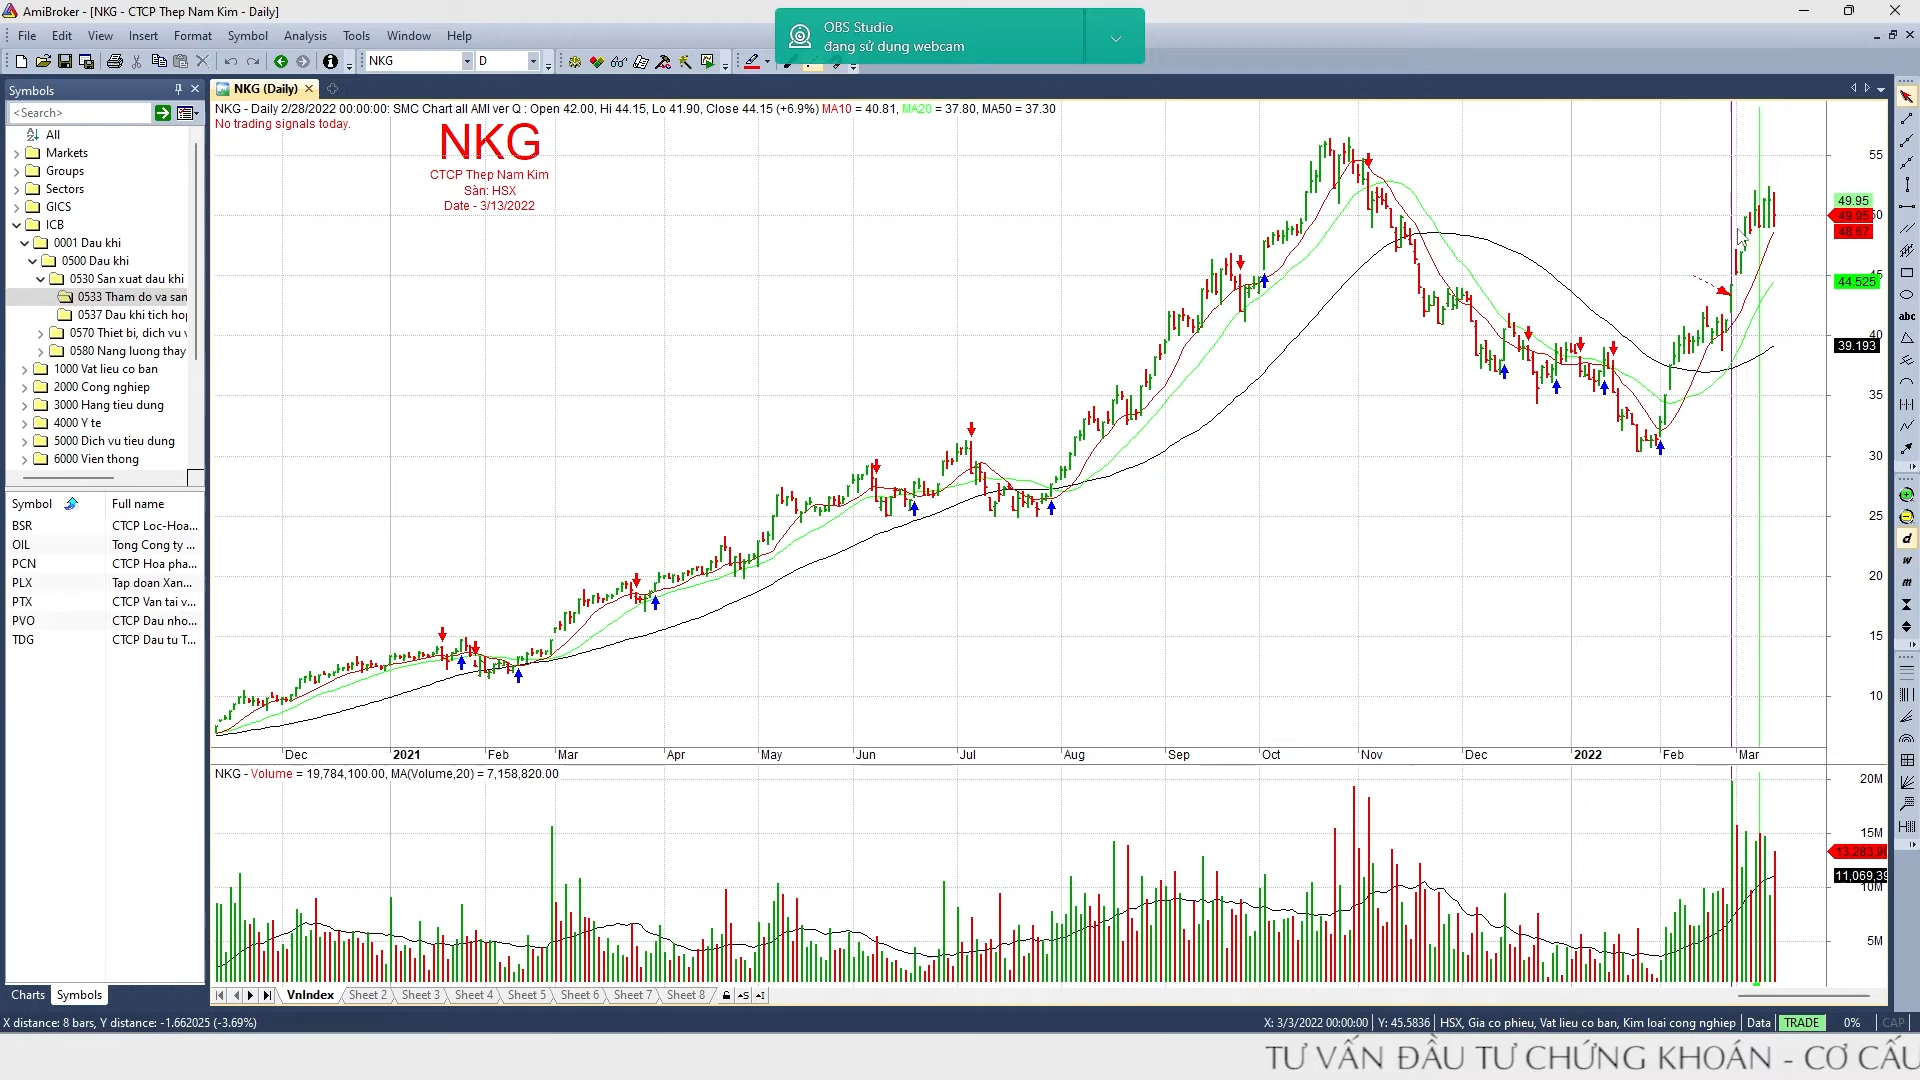 AmiBroker - [NKG - CTCP Thep Nam Kim - Daily]
OBS Studio
đang sử dụng webcam
File Edit View Insert Format Symbol Analysis Tools Window Help
NKG D
Symbols
NKG (Daily)
<Search>
NKG - Daily 2/28/2022 00:00:00: SMC Chart all AMI ver Q : Open 42.00, Hi 44.15, Lo 41.90, Close 44.15 (+6.9%) MA10 = 40.81, MA20 = 37.80, MA50 = 37.30
No trading signals today.
NKG
CTCP Thep Nam Kim
Sàn: HSX
Date - 3/13/2022
All
Markets
Groups
Sectors
GICS
ICB
0001 Dau khi
0500 Dau khi
0530 San xuat dau khi
0533 Tham do va san
0537 Dau khi tich ho
0570 Thiet bi, dich vu v
0580 Nang luong thay
1000 Vat lieu co ban
2000 Cong nghiep
3000 Hang tieu dung
4000 Y te
5000 Dich vu tieu dung
6000 Vien thong
Symbol Full name
BSR CTCP Loc-Hoa...
OIL Tong Cong ty ...
PCN CTCP Hoa pha...
PLX Tap doan Xan...
PTX CTCP Van tai v...
PVO CTCP Dau nho...
TDG CTCP Dau tu T...
55
49.95
49.95
48.67
44.525
40
39.193
35
30
25
20
15
10
Dec 2021 Feb Mar Apr May Jun Jul Aug Sep Oct Nov Dec 2022 Feb Mar
NKG - Volume = 19,784,100.00, MA(Volume,20) = 7,158,820.00
20M
15M
13,283,9
11,069,39
10M
5M
abc
d
w
m
Charts Symbols
VnIndex Sheet 2 Sheet 3 Sheet 4 Sheet 5 Sheet 6 Sheet 7 Sheet 8
X distance: 8 bars, Y distance: -1.662025 (-3.69%)
X: 3/3/2022 00:00:00 Y: 45.5836 HSX, Gia co phieu, Vat lieu co ban, Kim loai cong nghiep Data TRADE 0% CAP
TƯ VẤN ĐẦU TƯ CHỨNG KHOÁN - CƠ CẤU